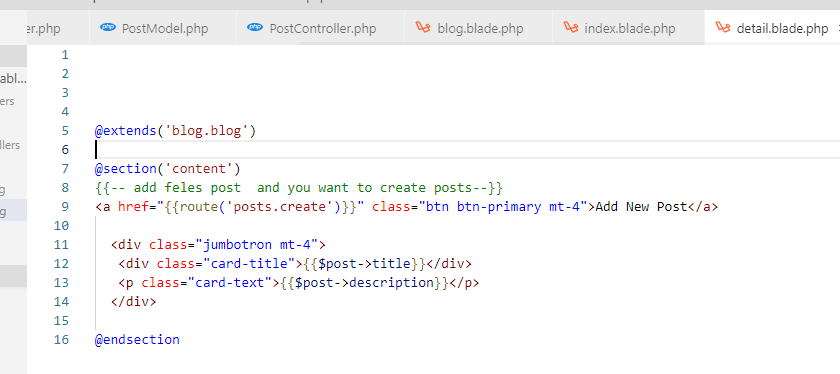 er.php PostModel.php PostController.php blog.blade.php index.blade.php detail.blade.php
abl...
ers
llers
g
g
1
2
3
4
5 @extends('blog.blog')
6
7 @section('content')
8 {{-- add feles post  and you want to create posts--}}
9 <a href="{{route('posts.create')}}" class="btn btn-primary mt-4">Add New Post</a>
10
11   <div class="jumbotron mt-4">
12    <div class="card-title">{{$post->title}}</div>
13    <p class="card-text">{{$post->description}}</p>
14   </div>
15
16 @endsection